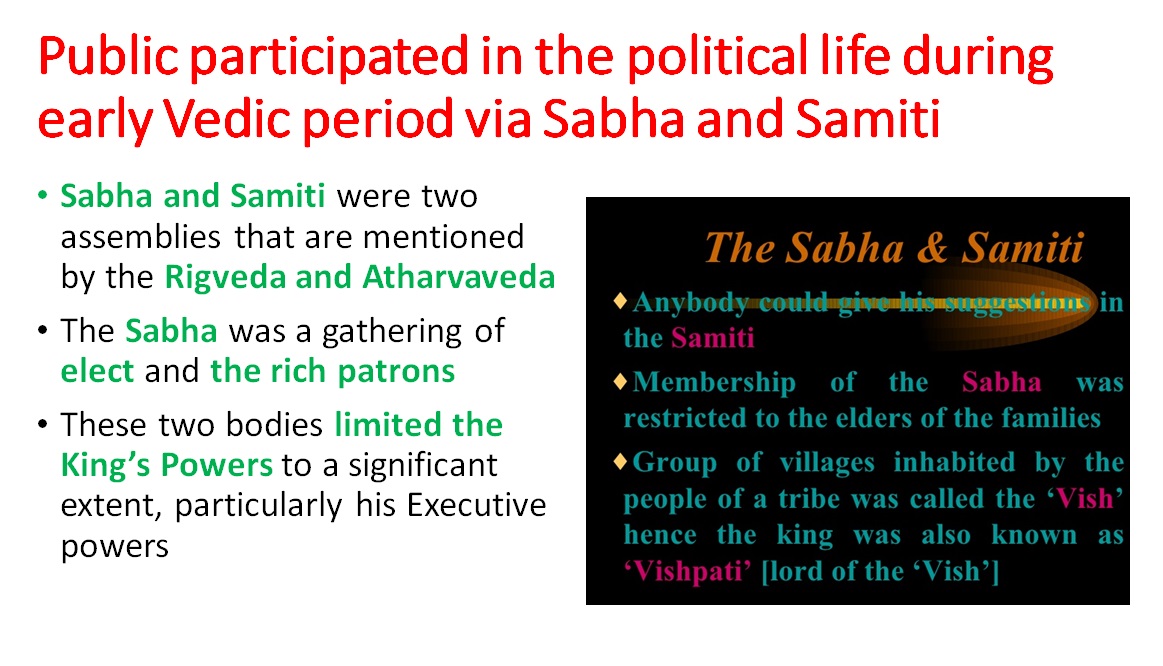 Public participated in the political life during
early Vedic period via Sabha and Samiti
• Sabha and Samiti were two
assemblies that are mentioned
by the Rigveda and Atharvaveda
• The Sabha was a gathering of
elect and the rich patrons
• These two bodies limited the
King’s Powers to a significant
extent, particularly his Executive
powers
The Sabha & Samiti
♦Anybody could give his suggestions in
the Samiti
♦Membership of the Sabha was
restricted to the elders of the families
♦Group of villages inhabited by the
people of a tribe was called the ‘Vish’
hence the king was also known as
‘Vishpati’ [lord of the ‘Vish’]